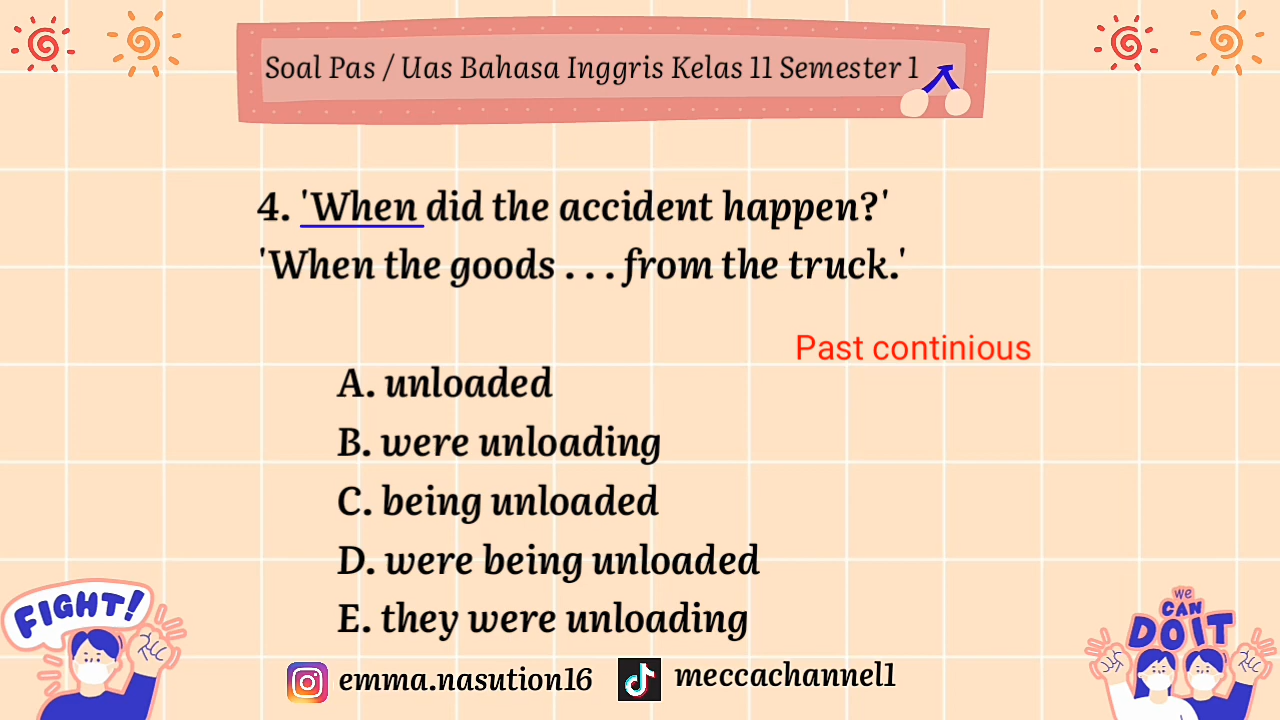 Soal Pas / Uas Bahasa Inggris Kelas 11 Semester 1
4. 'When did the accident happen?'
'When the goods . . . from the truck.'
Past continious
A. unloaded
B. were unloading
C. being unloaded
D. were being unloaded
E. they were unloading
FIGHT!
WE CAN DO IT
emma.nasution16
meccachannel1